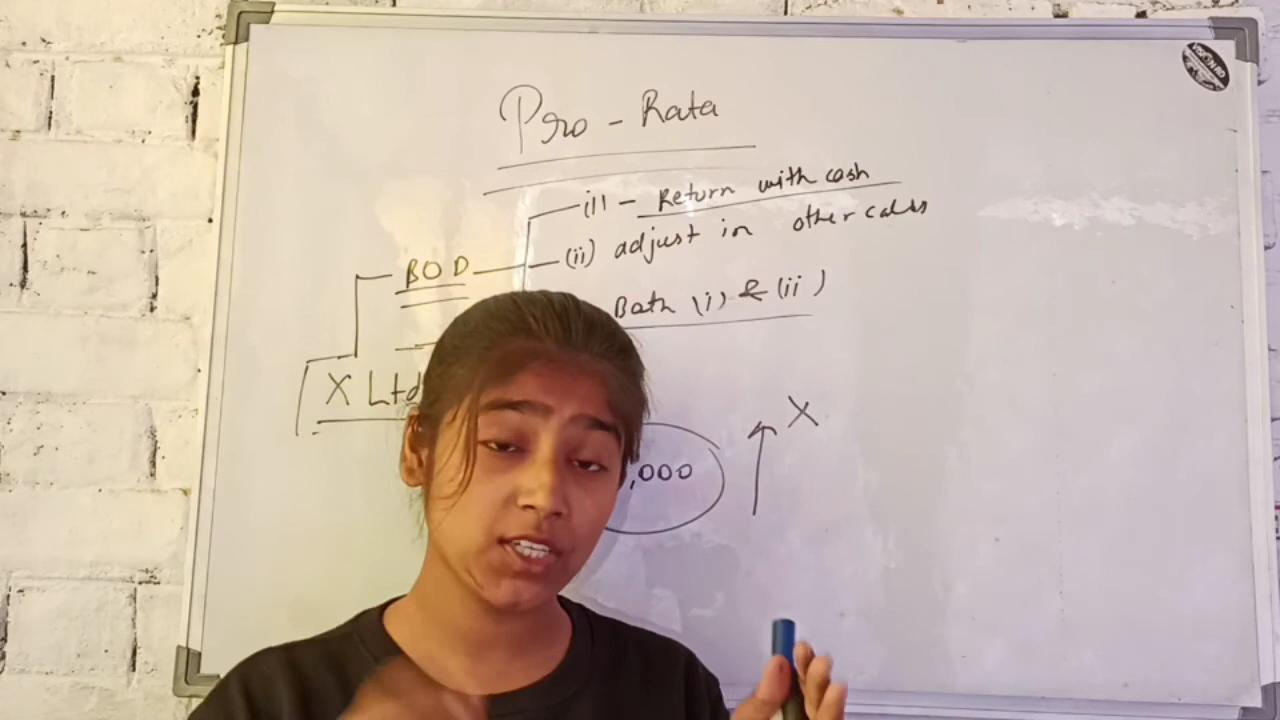 Pro - Rata
(i) - Return with cash
BOD (ii) adjust in other calls
Both (i) & (ii)
X Ltd
,000 X